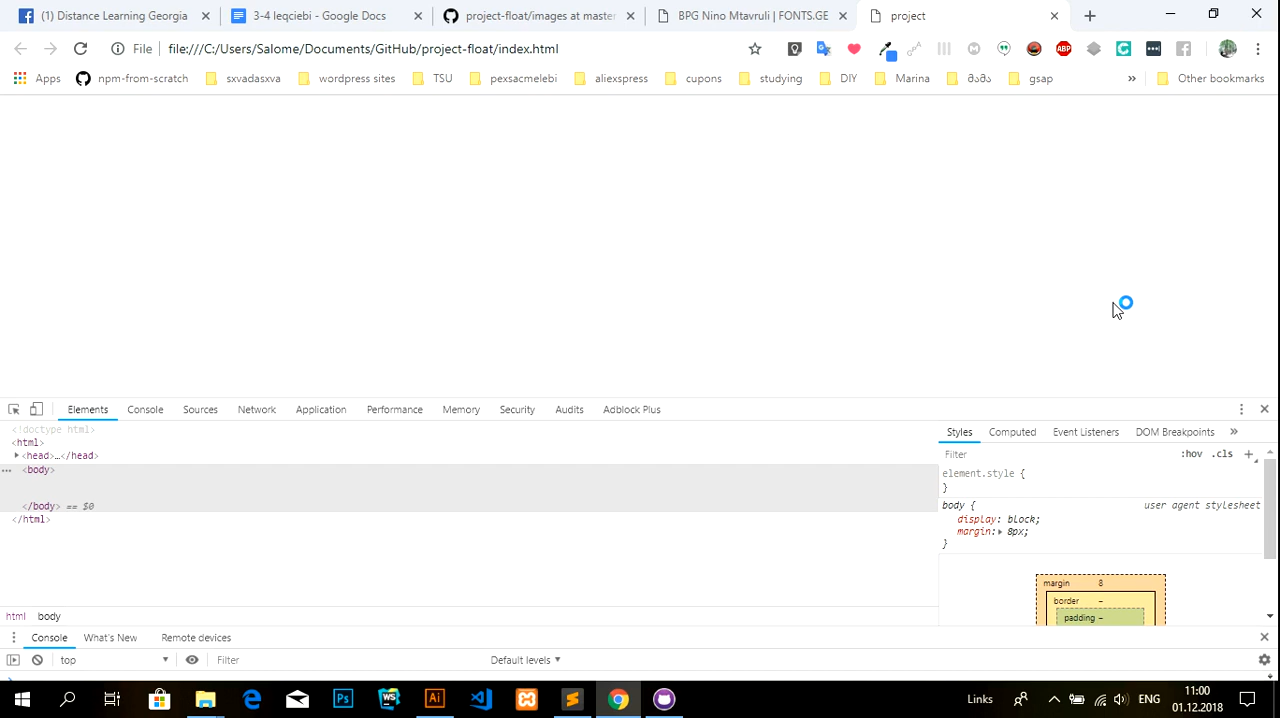 (1) Distance Learning Georgia
3-4 leqciebi - Google Docs
project-float/images at master
BPG Nino Mtavruli | FONTS.GE
project
File
file:///C:/Users/Salome/Documents/GitHub/project-float/index.html
ABP
Apps
npm-from-scratch
sxvadasxva
wordpress sites
TSU
pexsacmelebi
aliexspress
cupons
studying
DIY
Marina
მამა
gsap
»
Other bookmarks
Elements
Console
Sources
Network
Application
Performance
Memory
Security
Audits
Adblock Plus
<!doctype html>
<html>
<head>…</head>
<body>
</body> == $0
</html>
html
body
Styles
Computed
Event Listeners
DOM Breakpoints
»
Filter
:hov
.cls
+
element.style {
}
body {
user agent stylesheet
display: block;
margin: 8px;
}
margin
8
border
–
padding –
Console
What's New
Remote devices
top
Filter
Default levels
Ps
WS
Ai
Links
ENG
11:00
01.12.2018